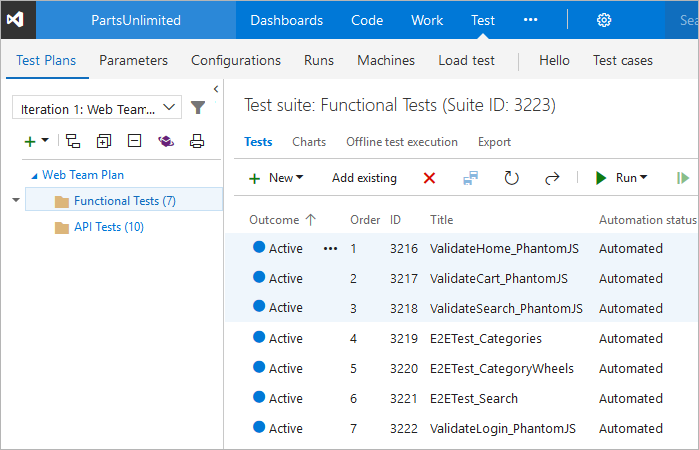 PartsUnlimited Dashboards Code Work Test ••• Sea
Test Plans Parameters Configurations Runs Machines Load test Hello Test cases
Iteration 1: Web Team...
Web Team Plan
Functional Tests (7)
API Tests (10)
Test suite: Functional Tests (Suite ID: 3223)
Tests Charts Offline test execution Export
New Add existing Run
Outcome Order ID Title Automation status
Active ••• 1 3216 ValidateHome_PhantomJS Automated
Active 2 3217 ValidateCart_PhantomJS Automated
Active 3 3218 ValidateSearch_PhantomJS Automated
Active 4 3219 E2ETest_Categories Automated
Active 5 3220 E2ETest_CategoryWheels Automated
Active 6 3221 E2ETest_Search Automated
Active 7 3222 ValidateLogin_PhantomJS Automated